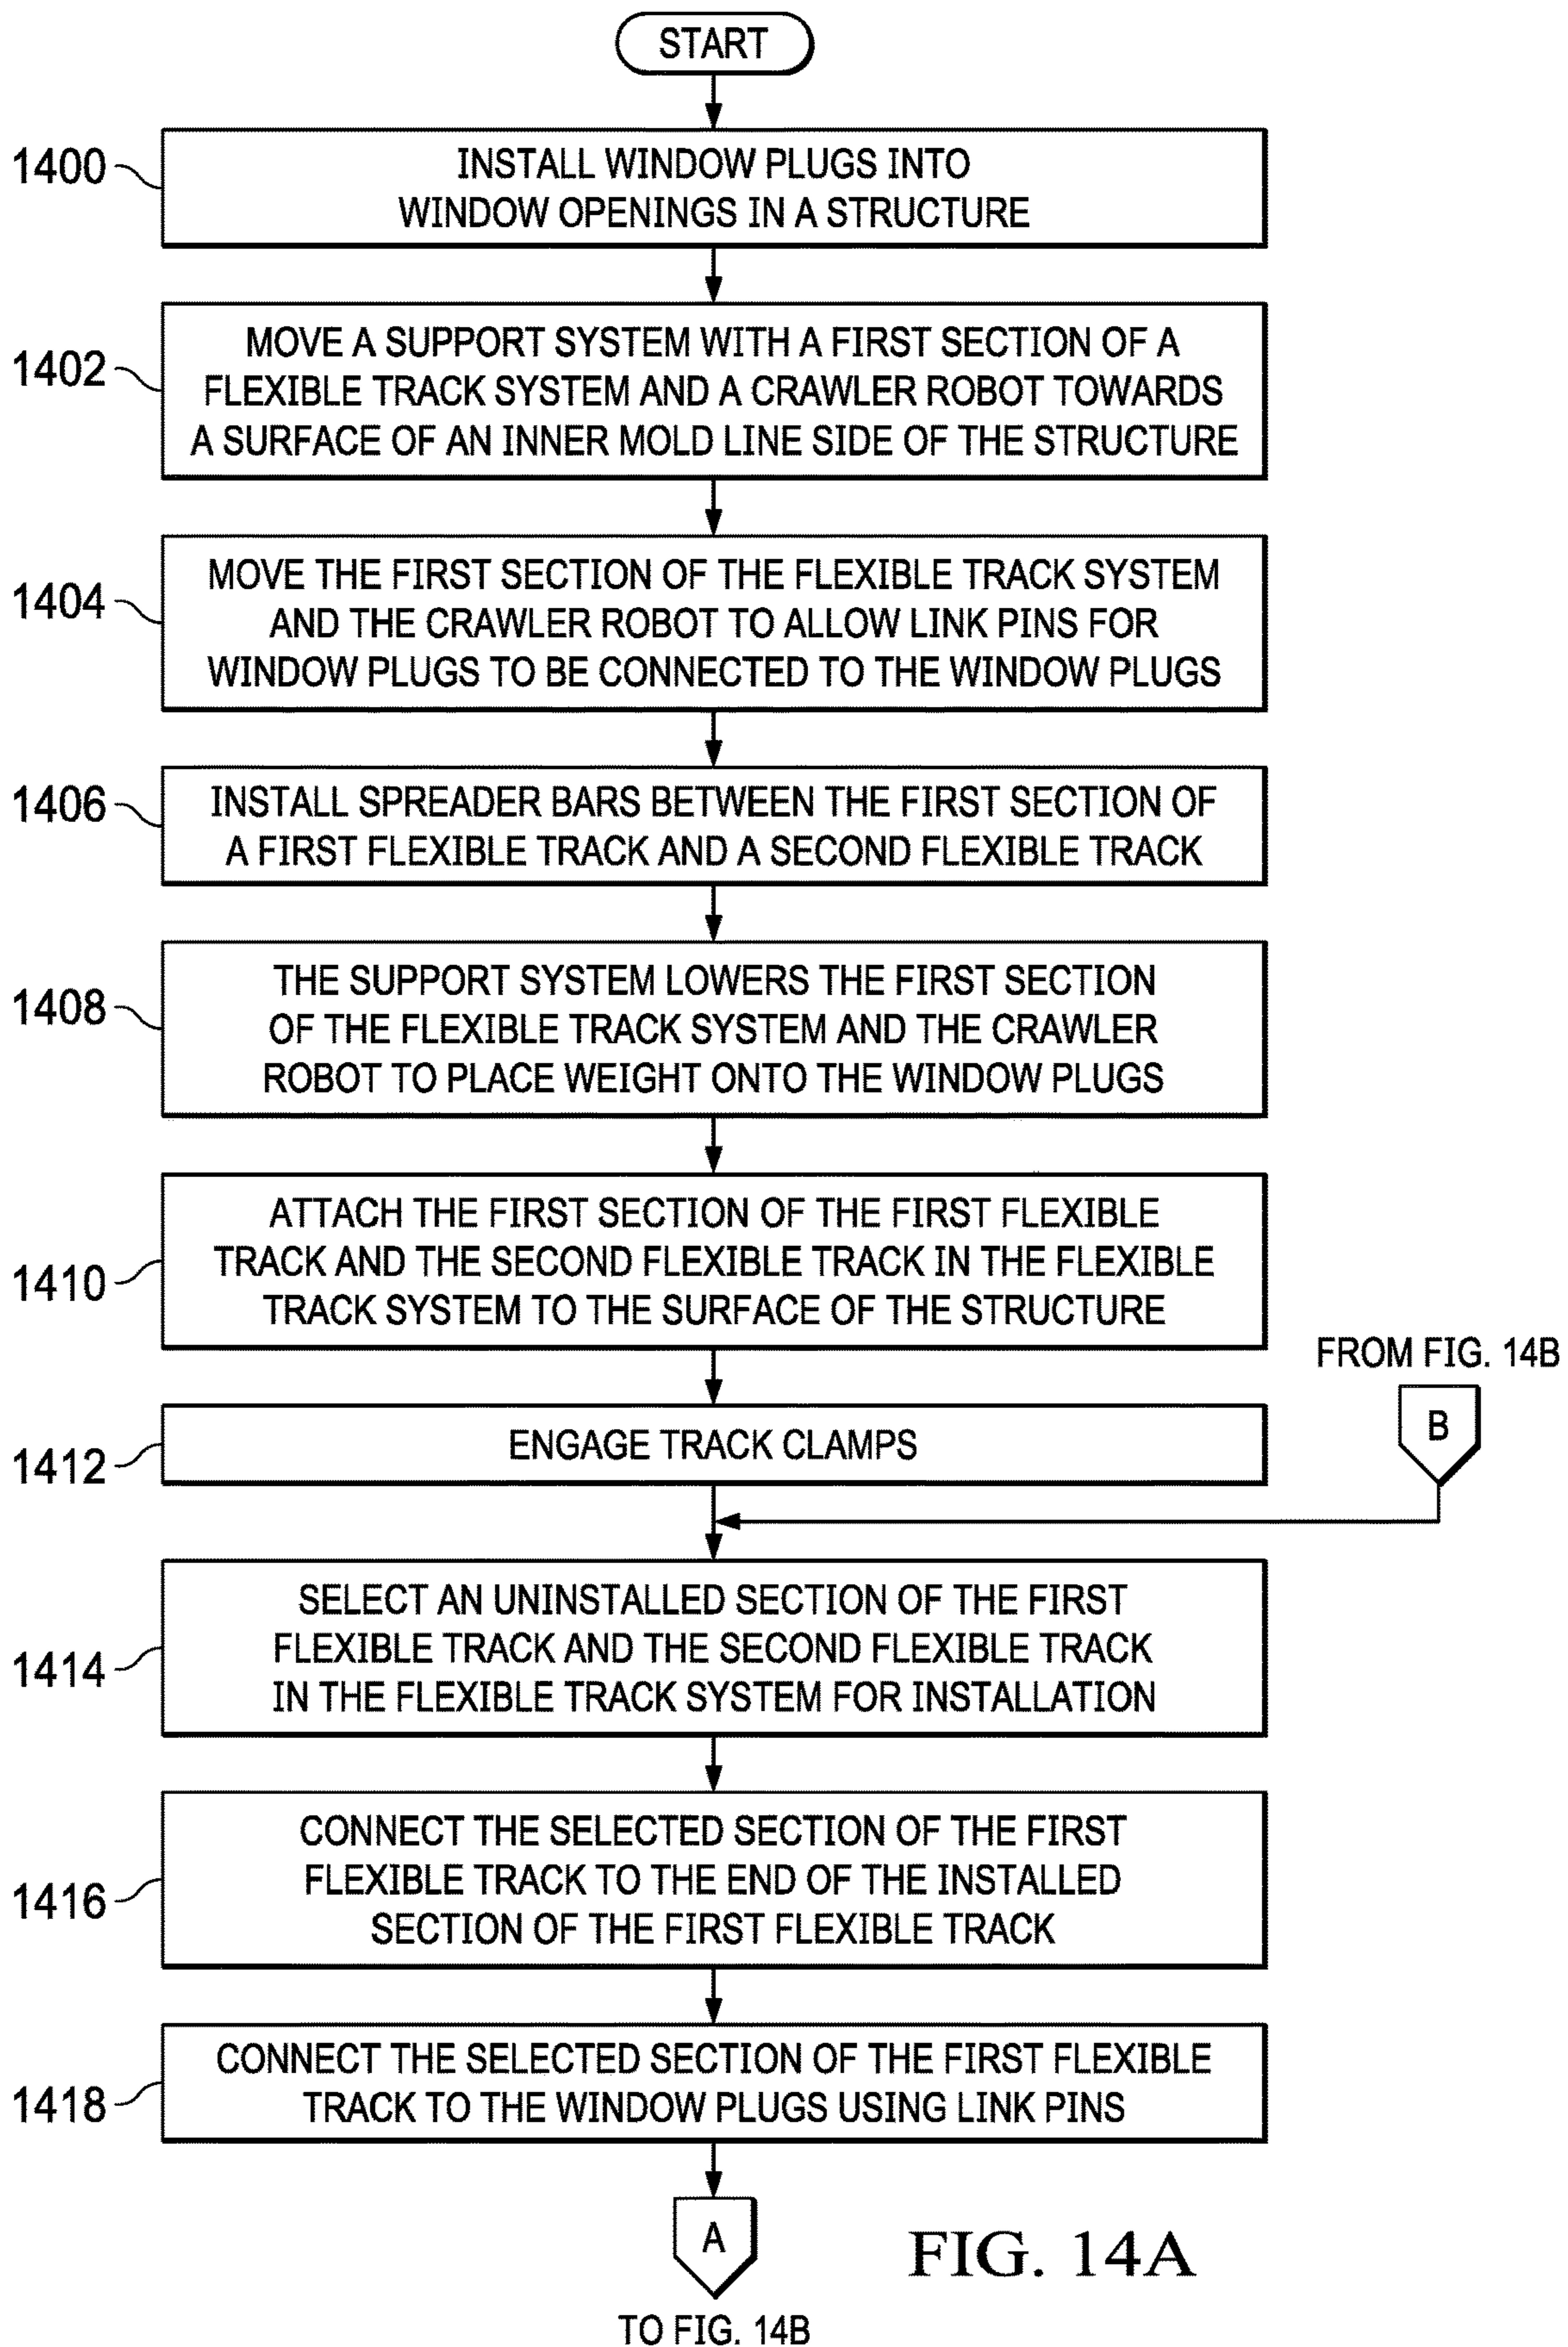 START
1400
INSTALL WINDOW PLUGS INTO
WINDOW OPENINGS IN A STRUCTURE
1402
MOVE A SUPPORT SYSTEM WITH A FIRST SECTION OF A
FLEXIBLE TRACK SYSTEM AND A CRAWLER ROBOT TOWARDS
A SURFACE OF AN INNER MOLD LINE SIDE OF THE STRUCTURE
1404
MOVE THE FIRST SECTION OF THE FLEXIBLE TRACK SYSTEM
AND THE CRAWLER ROBOT TO ALLOW LINK PINS FOR
WINDOW PLUGS TO BE CONNECTED TO THE WINDOW PLUGS
1406
INSTALL SPREADER BARS BETWEEN THE FIRST SECTION OF
A FIRST FLEXIBLE TRACK AND A SECOND FLEXIBLE TRACK
1408
THE SUPPORT SYSTEM LOWERS THE FIRST SECTION
OF THE FLEXIBLE TRACK SYSTEM AND THE CRAWLER
ROBOT TO PLACE WEIGHT ONTO THE WINDOW PLUGS
1410
ATTACH THE FIRST SECTION OF THE FIRST FLEXIBLE
TRACK AND THE SECOND FLEXIBLE TRACK IN THE FLEXIBLE
TRACK SYSTEM TO THE SURFACE OF THE STRUCTURE
FROM FIG. 14B
B
1412
ENGAGE TRACK CLAMPS
1414
SELECT AN UNINSTALLED SECTION OF THE FIRST
FLEXIBLE TRACK AND THE SECOND FLEXIBLE TRACK
IN THE FLEXIBLE TRACK SYSTEM FOR INSTALLATION
1416
CONNECT THE SELECTED SECTION OF THE FIRST
FLEXIBLE TRACK TO THE END OF THE INSTALLED
SECTION OF THE FIRST FLEXIBLE TRACK
1418
CONNECT THE SELECTED SECTION OF THE FIRST FLEXIBLE
TRACK TO THE WINDOW PLUGS USING LINK PINS
A
FIG. 14A
TO FIG. 14B